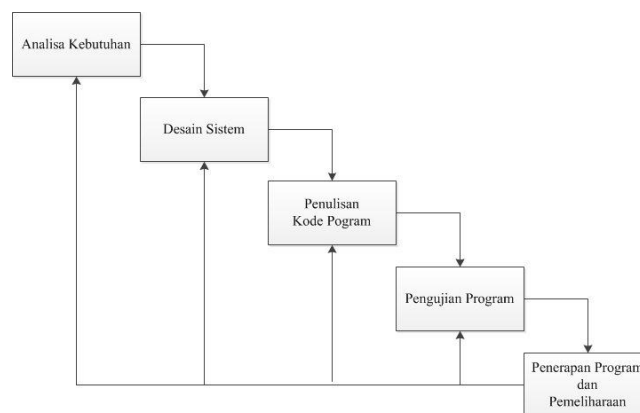 Analisa Kebutuhan
Desain Sistem
Penulisan
Kode Pogram
Pengujian Program
Penerapan Program
dan
Pemeliharaan